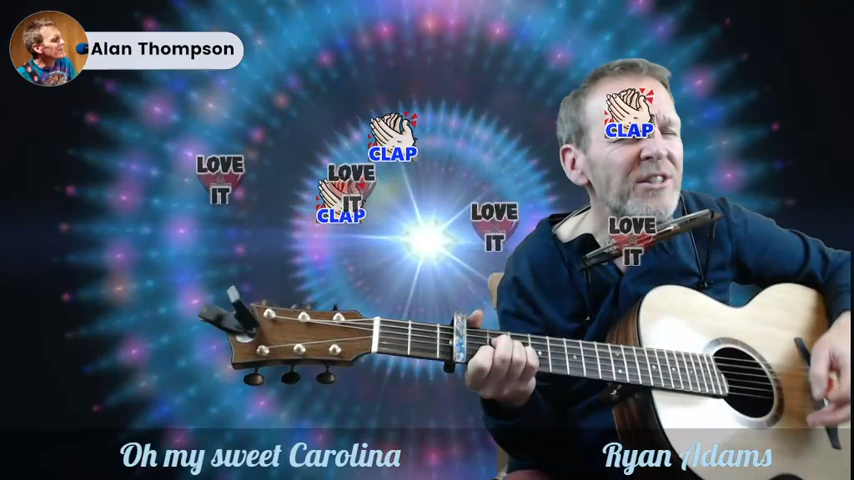 Alan Thompson
CLAP
CLAP
LOVE
IT
LOVE
IT
CLAP
LOVE
IT
LOVE
IT
Oh my sweet Carolina
Ryan Adams